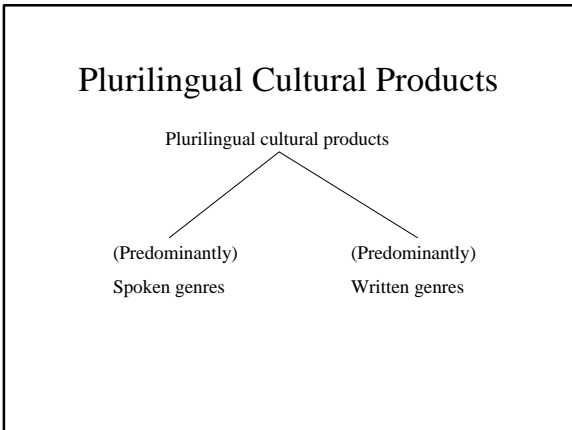 Plurilingual Cultural Products
Plurilingual cultural products
(Predominantly)
Spoken genres
(Predominantly)
Written genres